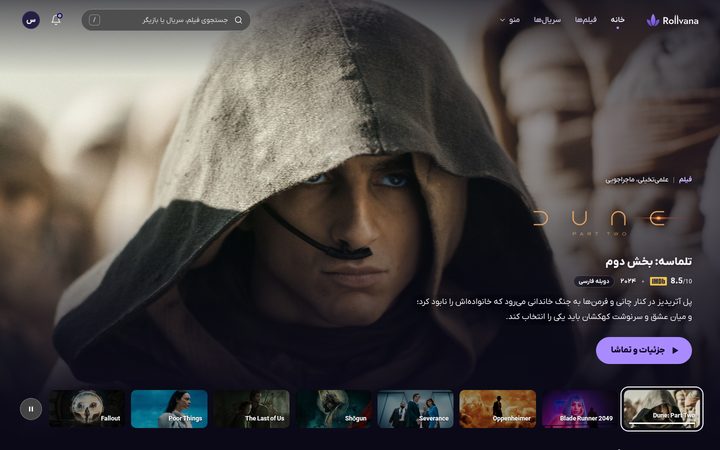 Rollvana
خانه
فیلم‌ها
سریال‌ها
منو
جستجوی فیلم، سریال یا بازیگر
/
س
فیلم | علمی‌تخیلی، ماجراجویی
DUNE
PART TWO
تلماسه: بخش دوم
8.5/10 IMDb • ۲۰۲۴ دوبله فارسی
پل آتریدیز در کنار چانی و فرمن‌ها به جنگ خاندانی می‌رود که خانواده‌اش را نابود کرد؛
و میان عشق و سرنوشت کهکشان باید یکی را انتخاب کند.
جزئیات و تماشا
Dune: Part Two
Blade Runner 2049
Oppenheimer
Severance
Shōgun
The Last of Us
Poor Things
Fallout